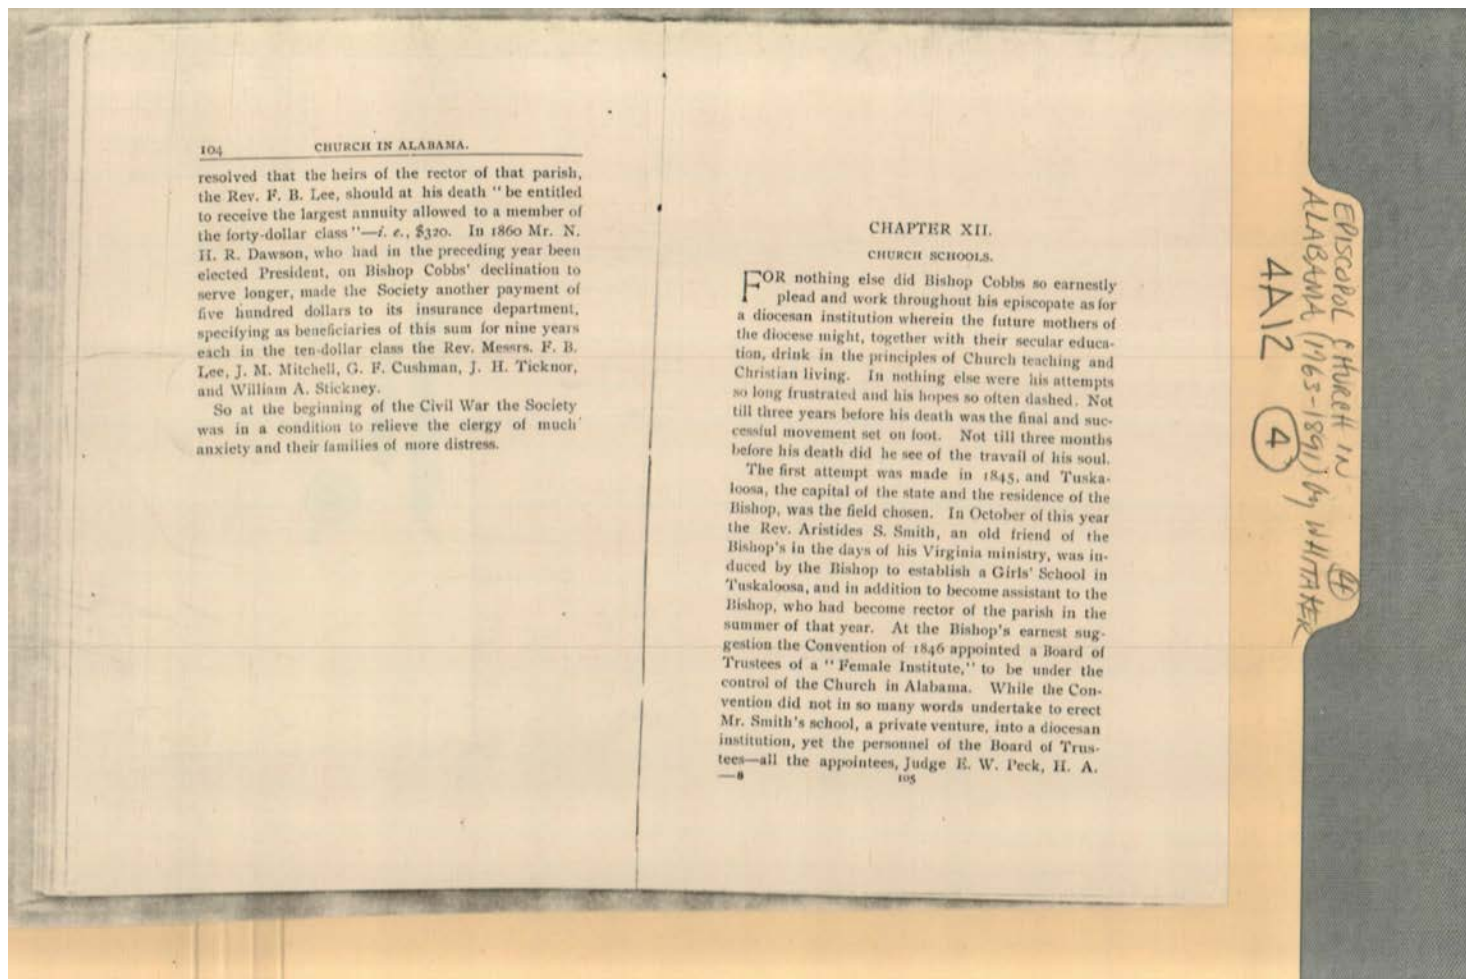 104 CHURCH IN ALABAMA.
resolved that the heirs of the rector of that parish,
the Rev. F. B. Lee, should at his death "be entitled
to receive the largest annuity allowed to a member of
the forty-dollar class"—i. e., $320. In 1860 Mr. N.
H. R. Dawson, who had in the preceding year been
elected President, on Bishop Cobbs' declination to
serve longer, made the Society another payment of
five hundred dollars to its insurance department,
specifying as beneficiaries of this sum for nine years
each in the ten-dollar class the Rev. Messrs. F. B.
Lee, J. M. Mitchell, G. F. Cushman, J. H. Ticknor,
and William A. Stickney.
So at the beginning of the Civil War the Society
was in a condition to relieve the clergy of much
anxiety and their families of more distress.
CHAPTER XII.
CHURCH SCHOOLS.
FOR nothing else did Bishop Cobbs so earnestly
plead and work throughout his episcopate as for
a diocesan institution wherein the future mothers of
the diocese might, together with their secular educa-
tion, drink in the principles of Church teaching and
Christian living. In nothing else were his attempts
so long frustrated and his hopes so often dashed. Not
till three years before his death was the final and suc-
cessful movement set on foot. Not till three months
before his death did he see of the travail of his soul.
The first attempt was made in 1845, and Tuska-
loosa, the capital of the state and the residence of the
Bishop, was the field chosen. In October of this year
the Rev. Aristides S. Smith, an old friend of the
Bishop's in the days of his Virginia ministry, was in-
duced by the Bishop to establish a Girls' School in
Tuskaloosa, and in addition to become assistant to the
Bishop, who had become rector of the parish in the
summer of that year. At the Bishop's earnest sug-
gestion the Convention of 1846 appointed a Board of
Trustees of a "Female Institute," to be under the
control of the Church in Alabama. While the Con-
vention did not in so many words undertake to erect
Mr. Smith's school, a private venture, into a diocesan
institution, yet the personnel of the Board of Trus-
tees—all the appointees, Judge E. W. Peck, H. A.
—8 105
EPISCOPOL CHURCH IN
ALABAMA (1763-1891) by WHITAKER
4A12 4